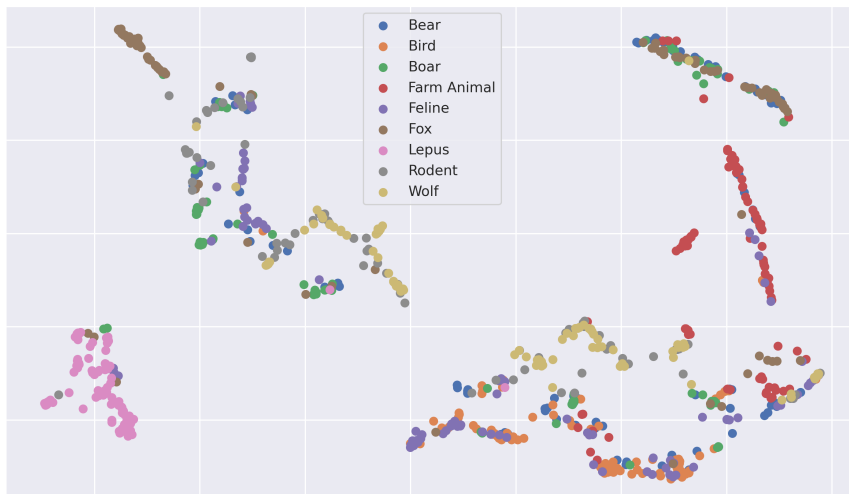 Bear
Bird
Boar
Farm Animal
Feline
Fox
Lepus
Rodent
Wolf